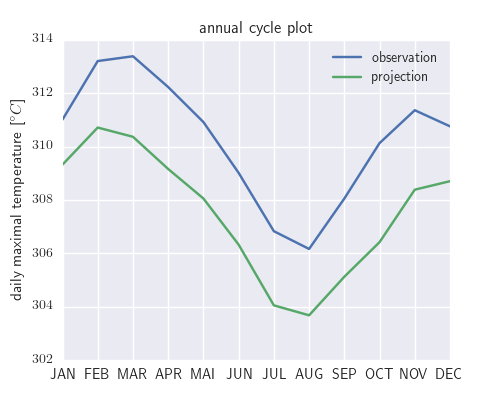 annual cycle plot
314
312
310
308
306
304
302
daily maximal temperature [°C]
observation
projection
JAN FEB MAR APR MAI JUN JUL AUG SEP OCT NOV DEC